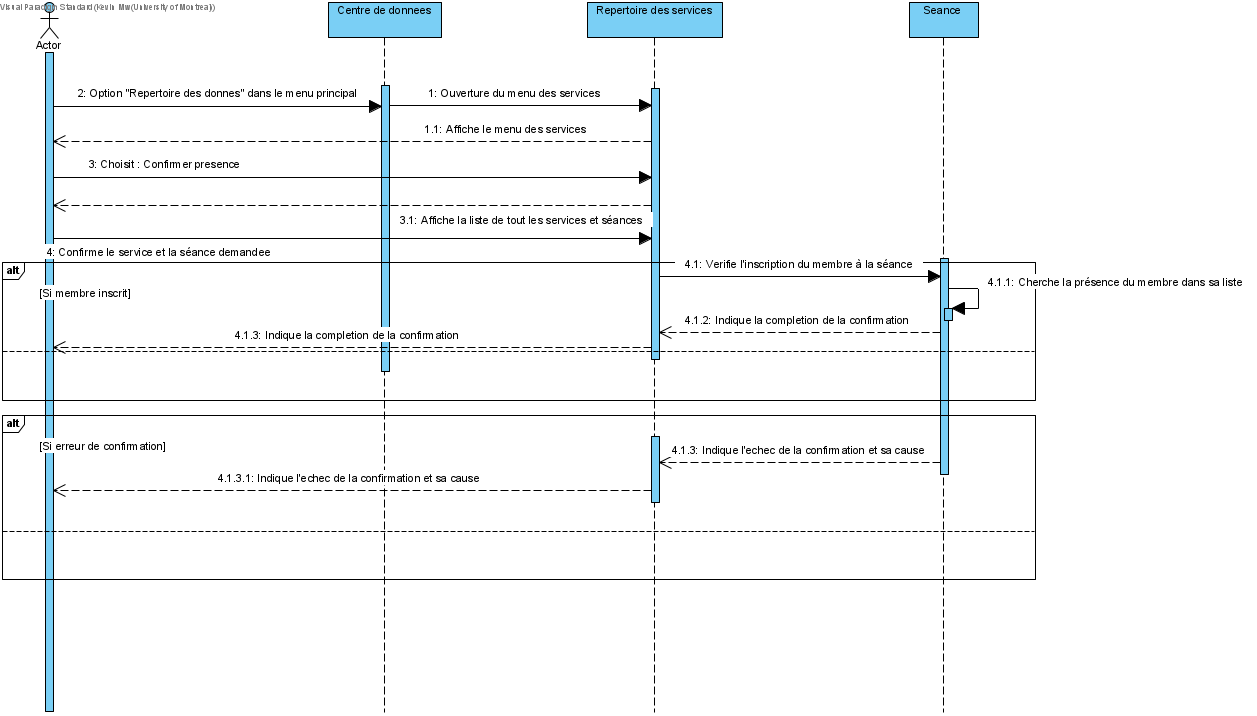 Visual Paradigm Standard (Kevin Mw(University of Montreal))
Actor
Centre de donnees
Repertoire des services
Seance
2: Option "Repertoire des donnes" dans le menu principal
1: Ouverture du menu des services
1.1: Affiche le menu des services
3: Choisit : Confirmer presence
3.1: Affiche la liste de tout les services et séances
4: Confirme le service et la séance demandee
alt
4.1: Verifie l'inscription du membre à la séance
4.1.1: Cherche la présence du membre dans sa liste
[Si membre inscrit]
4.1.2: Indique la completion de la confirmation
4.1.3: Indique la completion de la confirmation
alt
[Si erreur de confirmation]
4.1.3: Indique l'echec de la confirmation et sa cause
4.1.3.1: Indique l'echec de la confirmation et sa cause